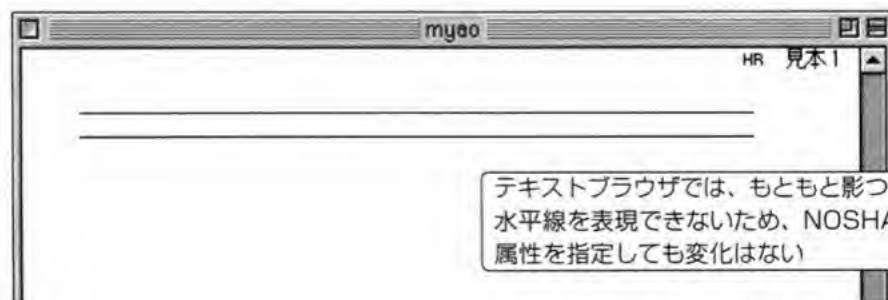 myao
HR 見本1
テキストブラウザでは、もともと影つ
水平線を表現できないため、NOSHA
属性を指定しても変化はない